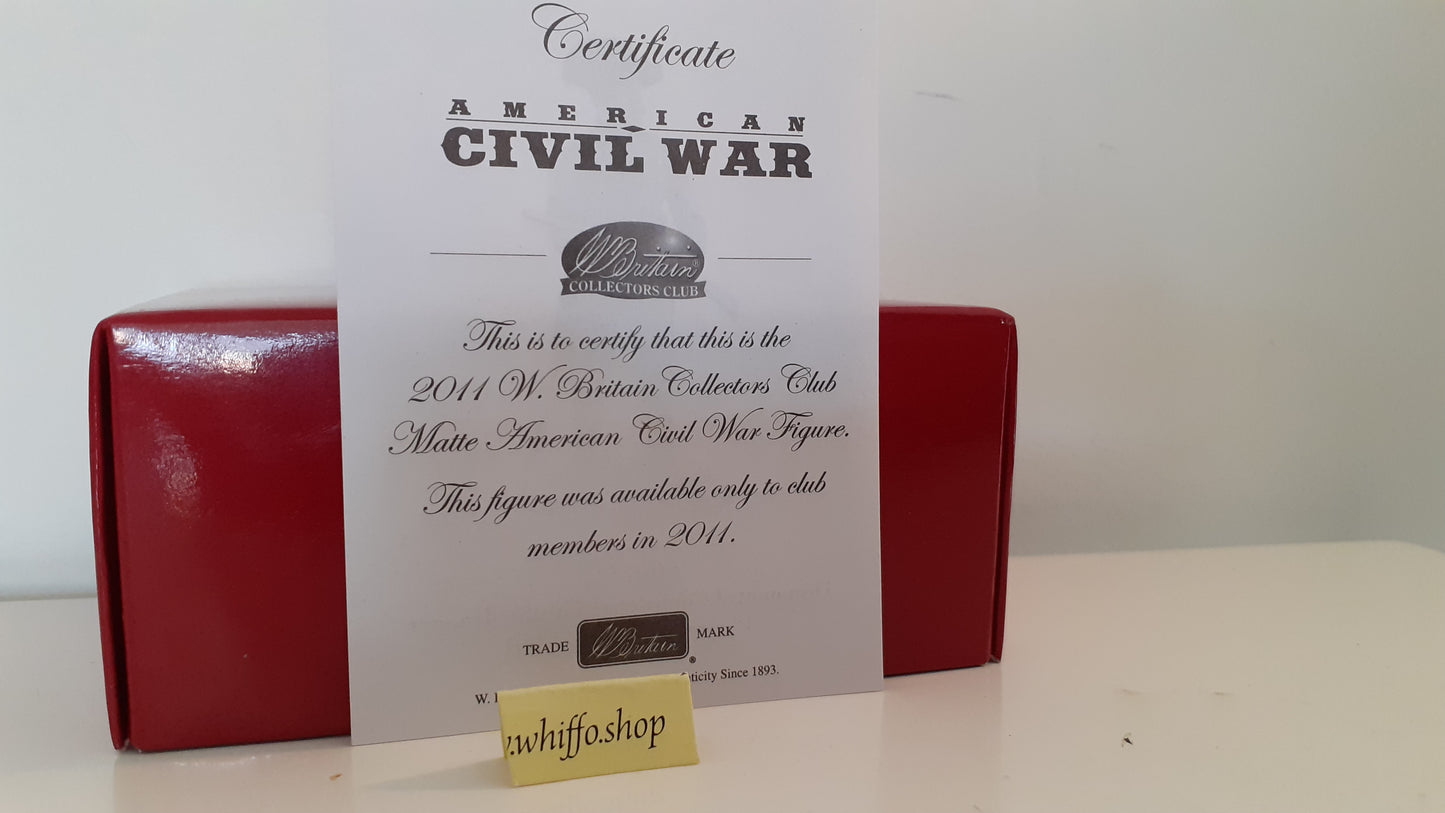 Certificate
AMERICAN
CIVIL WAR
W Britain®
COLLECTORS CLUB
This is to certify that this is the
2011 W. Britain Collectors Club
Matte American Civil War Figure.
This figure was available only to club
members in 2011.
TRADE W Britain ® MARK
W. ticity Since 1893.
.whiffo.shop